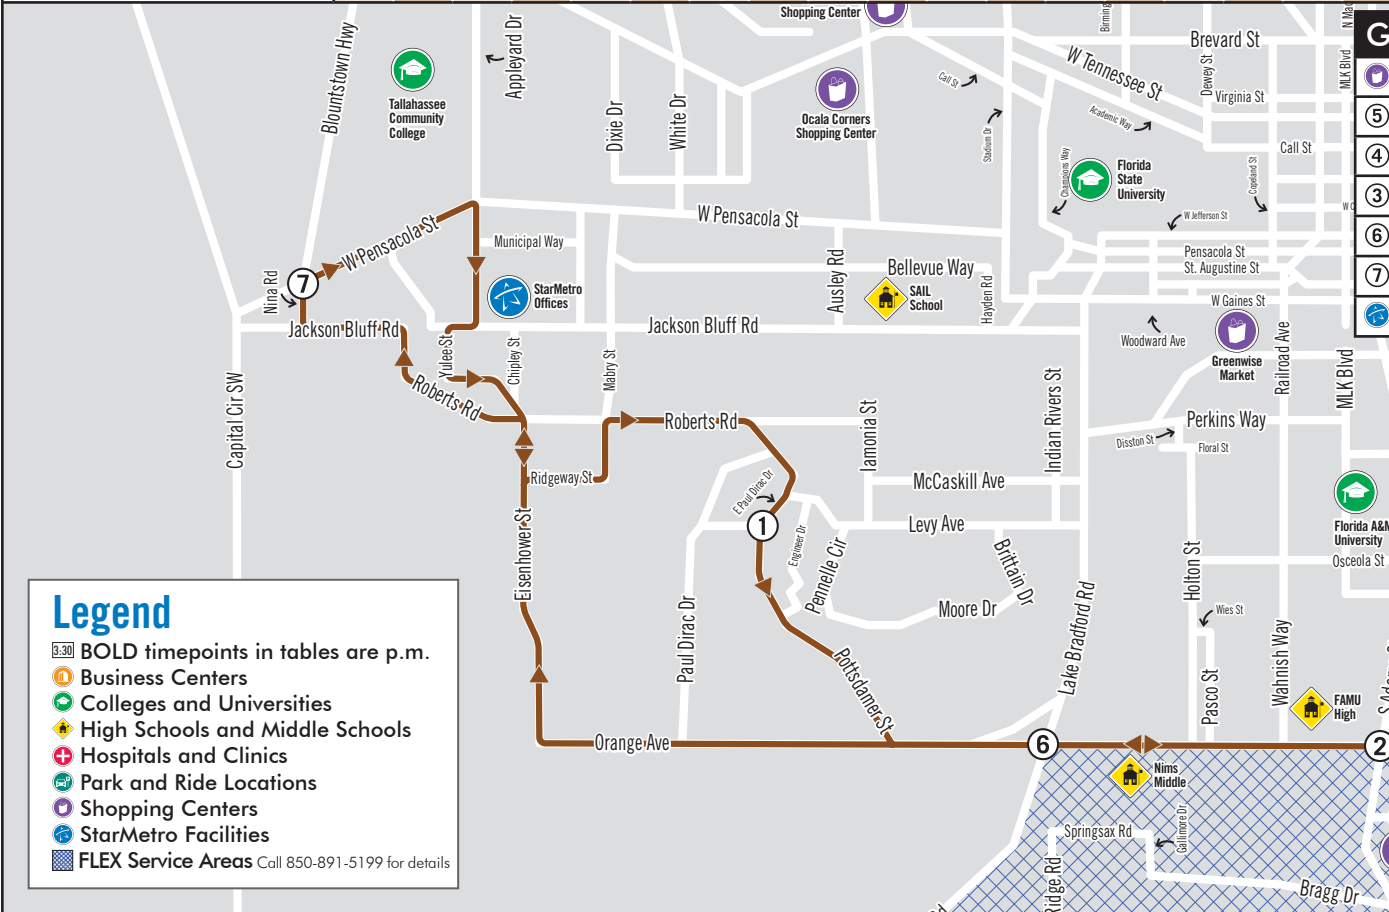 Shopping Center
Blountstown Hwy
Appleyard Dr
Tallahassee
Community
College
Dixie Dr
White Dr
Ocala Corners
Shopping Center
Call St
Stadium Dr
W Tennessee St
Academic Way
Champions Way
Florida
State
University
Brevard St
Dewey St
Virginia St
Call St
Copeland St
MLK Blvd
W Jefferson St
Pensacola St
St. Augustine St
W Gaines St
Woodward Ave
Greenwise
Market
Railroad Ave
MLK Blvd
G
5
4
3
6
7
W Pensacola St
W Pensacola St
Municipal Way
StarMetro
Offices
Nina Rd
7
Jackson Bluff Rd
Jackson Bluff Rd
Ausley Rd
Bellevue Way
SAIL
School
Hayden Rd
Yulee St
Chipley St
Mabry St
Roberts Rd
Roberts Rd
Capital Cir SW
Ridgeway St
Eisenhower St
E Paul Dirac Dr
1
Engineer Dr
Pennelle Cir
Iamonia St
McCaskill Ave
Levy Ave
Indian Rivers St
Brittain Dr
Moore Dr
Paul Dirac Dr
Pottsdamer St
Lake Bradford Rd
Disston St
Perkins Way
Floral St
Holton St
Wies St
Pasco St
Wahnish Way
Florida A&M
University
Osceola St
FAMU
High
Orange Ave
6
2
Nims
Middle
Springsax Rd
Gallimore Dr
Ridge Rd
Bragg Dr
Legend
3:30 BOLD timepoints in tables are p.m.
Business Centers
Colleges and Universities
High Schools and Middle Schools
Hospitals and Clinics
Park and Ride Locations
Shopping Centers
StarMetro Facilities
FLEX Service Areas Call 850-891-5199 for details